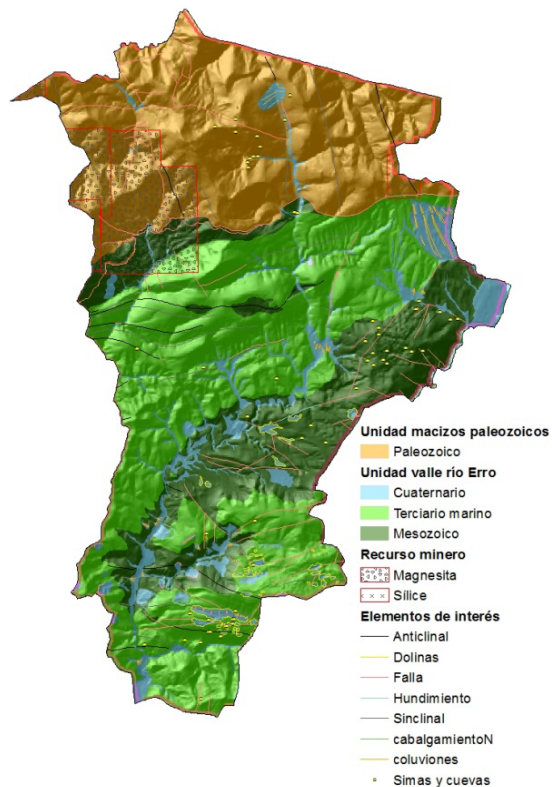 Unidad macizos paleozoicos
Paleozoico
Unidad valle río Erro
Cuaternario
Terciario marino
Mesozoico
Recurso minero
Magnesita
Sílice
Elementos de interés
Anticlinal
Dolinas
Falla
Hundimiento
Sinclinal
cabalgamientoN
coluviones
Simas y cuevas